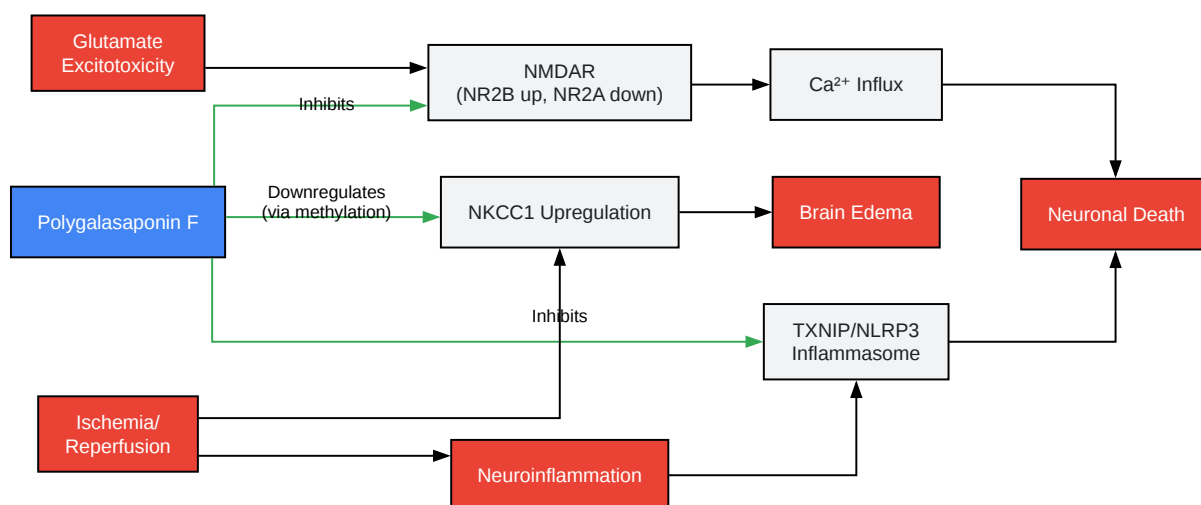 Glutamate
Excitotoxicity
NMDAR
(NR2B up, NR2A down)
Ca²⁺ Influx
Inhibits
Polygalasaponin F
Downregulates
(via methylation)
NKCC1 Upregulation
Brain Edema
Neuronal Death
Inhibits
TXNIP/NLRP3
Inflammasome
Ischemia/
Reperfusion
Neuroinflammation